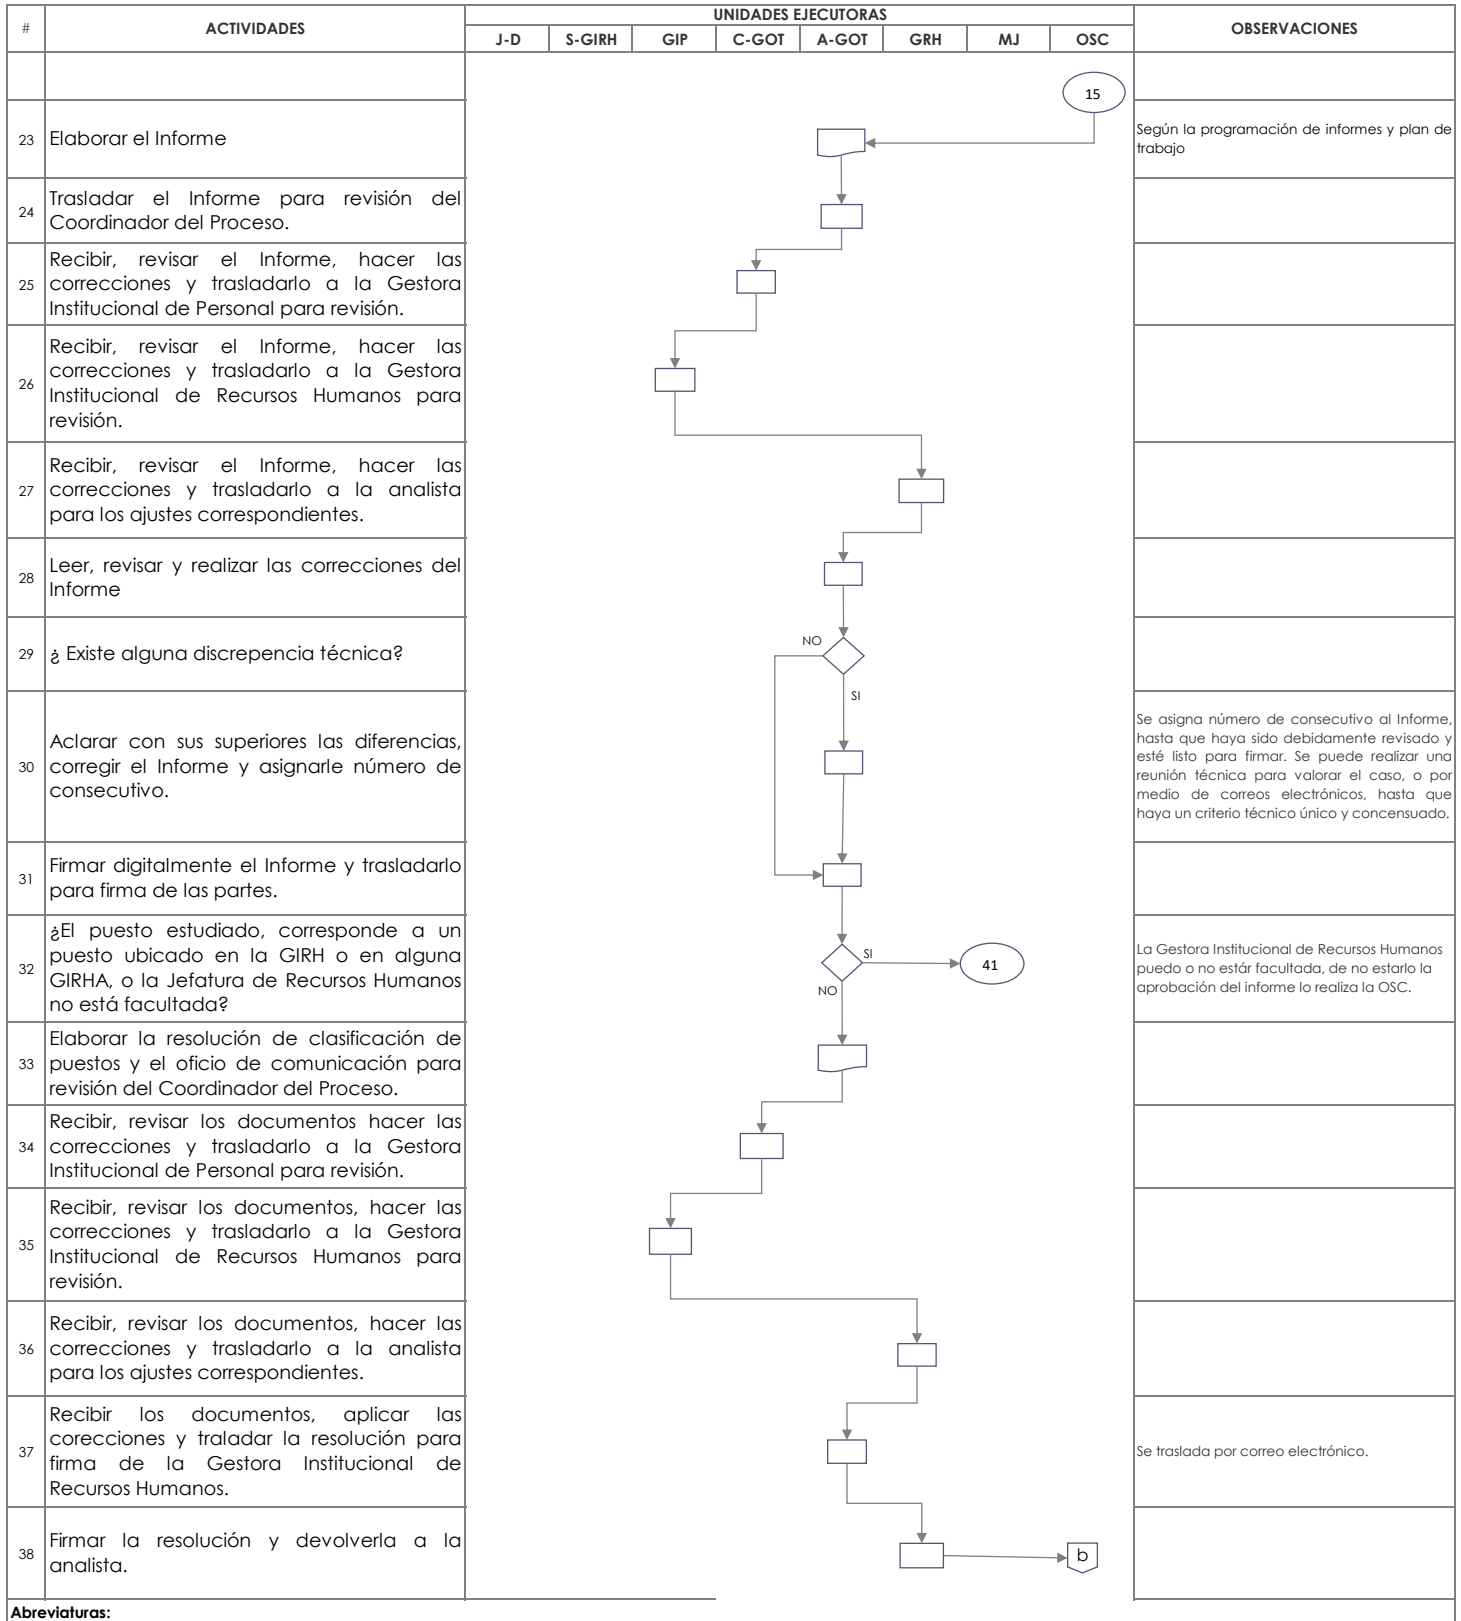 # ACTIVIDADES UNIDADES EJECUTORAS OBSERVACIONES
J-D S-GIRH GIP C-GOT A-GOT GRH MJ OSC
15
23 Elaborar el Informe
Según la programación de informes y plan de
trabajo
24 Trasladar el Informe para revisión del
Coordinador del Proceso.
25 Recibir, revisar el Informe, hacer las
correcciones y trasladarlo a la Gestora
Institucional de Personal para revisión.
26 Recibir, revisar el Informe, hacer las
correcciones y trasladarlo a la Gestora
Institucional de Recursos Humanos para
revisión.
27 Recibir, revisar el Informe, hacer las
correcciones y trasladarlo a la analista
para los ajustes correspondientes.
28 Leer, revisar y realizar las correcciones del
Informe
29 ¿ Existe alguna discrepencia técnica?
NO
SI
30 Aclarar con sus superiores las diferencias,
corregir el Informe y asignarle número de
consecutivo.
Se asigna número de consecutivo al Informe,
hasta que haya sido debidamente revisado y
esté listo para firmar. Se puede realizar una
reunión técnica para valorar el caso, o por
medio de correos electrónicos, hasta que
haya un criterio técnico único y concensuado.
31 Firmar digitalmente el Informe y trasladarlo
para firma de las partes.
32 ¿El puesto estudiado, corresponde a un
puesto ubicado en la GIRH o en alguna
GIRHA, o la Jefatura de Recursos Humanos
no está facultada?
SI
41
NO
La Gestora Institucional de Recursos Humanos
puedo o no estár facultada, de no estarlo la
aprobación del informe lo realiza la OSC.
33 Elaborar la resolución de clasificación de
puestos y el oficio de comunicación para
revisión del Coordinador del Proceso.
34 Recibir, revisar los documentos hacer las
correcciones y trasladarlo a la Gestora
Institucional de Personal para revisión.
35 Recibir, revisar los documentos, hacer las
correcciones y trasladarlo a la Gestora
Institucional de Recursos Humanos para
revisión.
36 Recibir, revisar los documentos, hacer las
correcciones y trasladarlo a la analista
para los ajustes correspondientes.
37 Recibir los documentos, aplicar las
corecciones y traladar la resolución para
firma de la Gestora Institucional de
Recursos Humanos.
Se traslada por correo electrónico.
38 Firmar la resolución y devolverla a la
analista.
b
Abreviaturas: